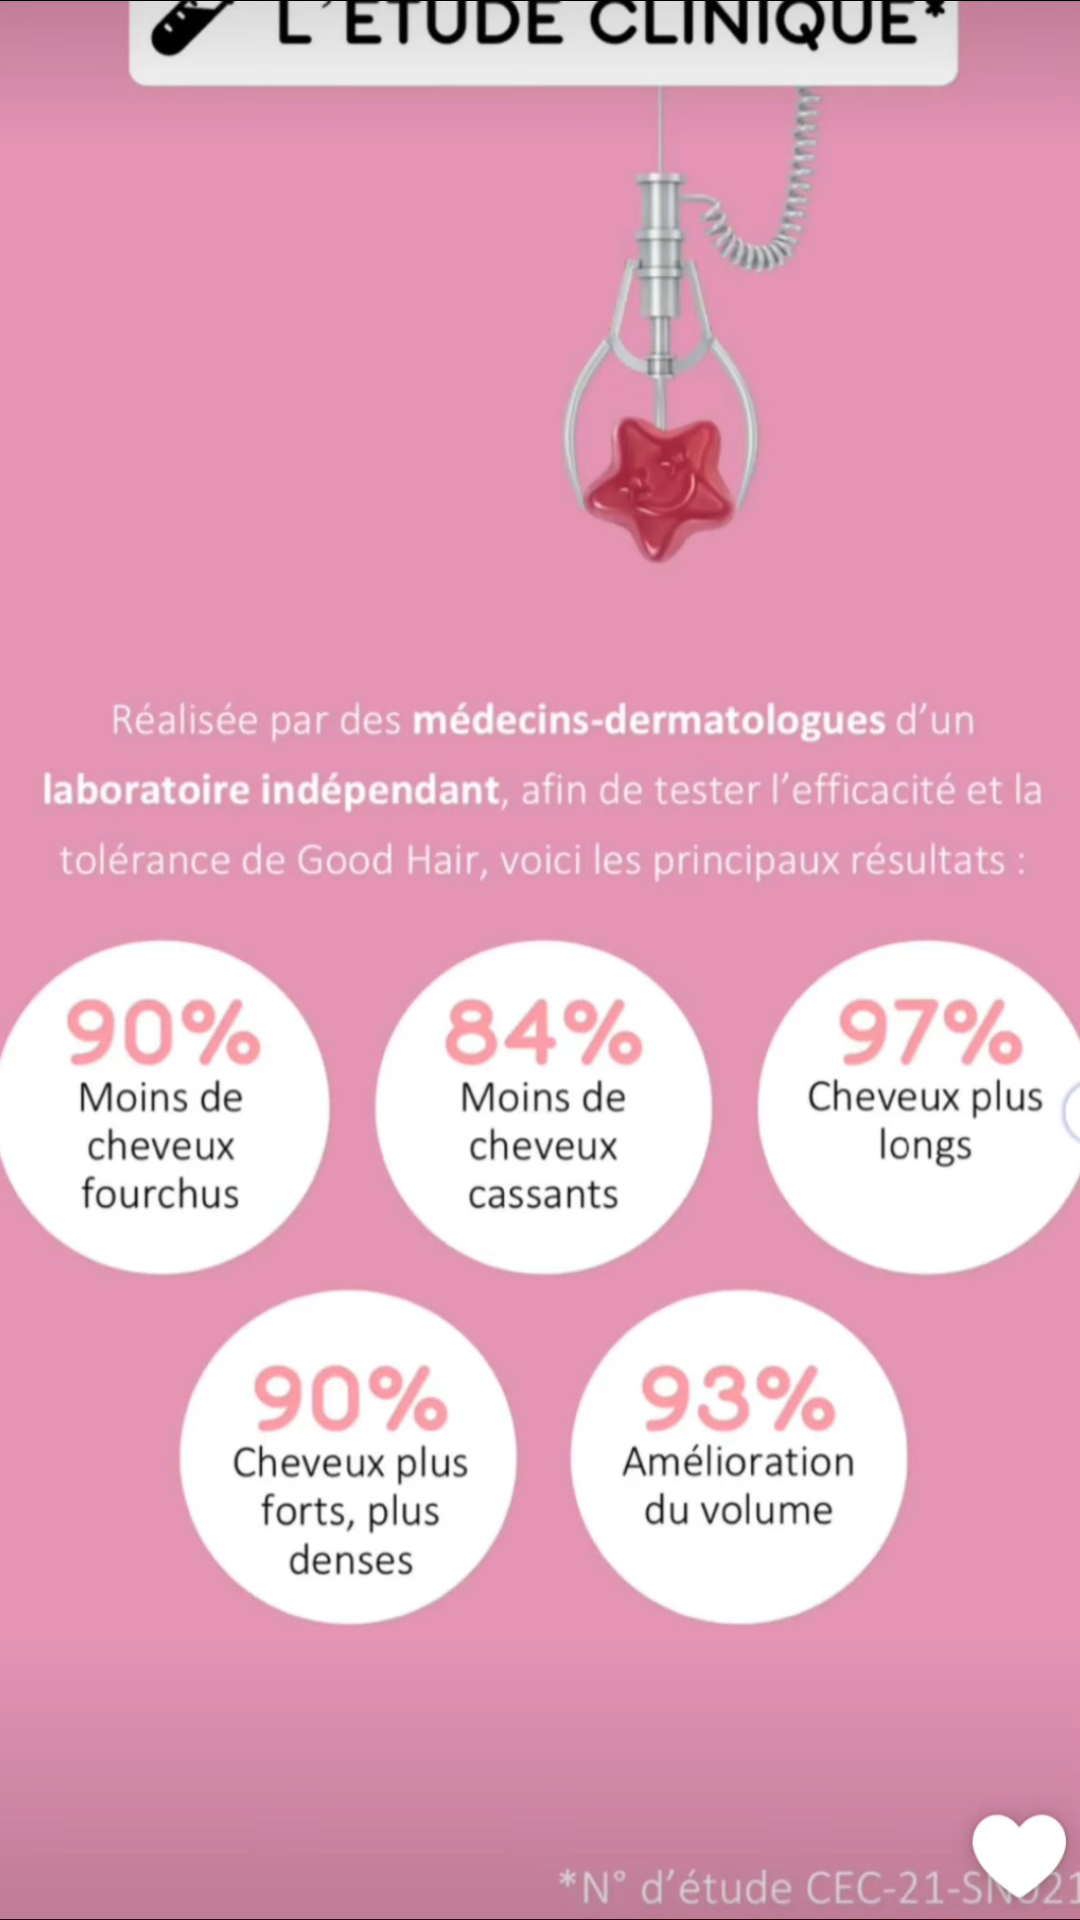 L'ÉTUDE CLINIQUE*
Réalisée par des médecins-dermatologues d’un
laboratoire indépendant, afin de tester l’efficacité et la
tolérance de Good Hair, voici les principaux résultats :
90%
Moins de
cheveux
fourchus
84%
Moins de
cheveux
cassants
97%
Cheveux plus
longs
90%
Cheveux plus
forts, plus
denses
93%
Amélioration
du volume
*N° d’étude